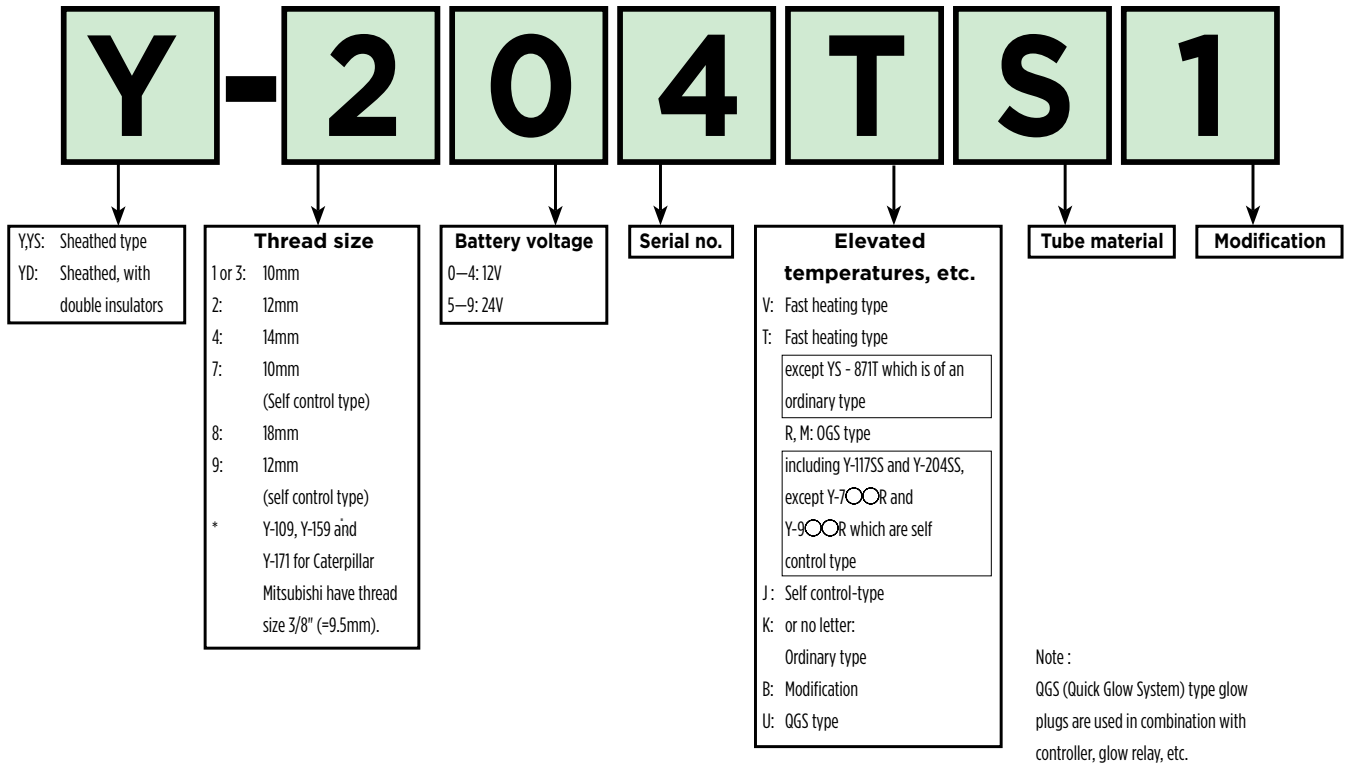 Y-204TS1
Y,YS: Sheathed type
YD: Sheathed, with
double insulators
Thread size
1 or 3: 10mm
2: 12mm
4: 14mm
7: 10mm
(Self control type)
8: 18mm
9: 12mm
(self control type)
* Y-109, Y-159 and
Y-171 for Caterpillar
Mitsubishi have thread
size 3/8" (=9.5mm).
Battery voltage
0—4: 12V
5—9: 24V
Serial no.
Elevated
temperatures, etc.
V: Fast heating type
T: Fast heating type
except YS - 871T which is of an
ordinary type
R, M: OGS type
including Y-117SS and Y-204SS,
except Y-7○○R and
Y-9○○R which are self
control type
J : Self control-type
K: or no letter:
Ordinary type
B: Modification
U: QGS type
Tube material
Modification
Note :
QGS (Quick Glow System) type glow
plugs are used in combination with
controller, glow relay, etc.